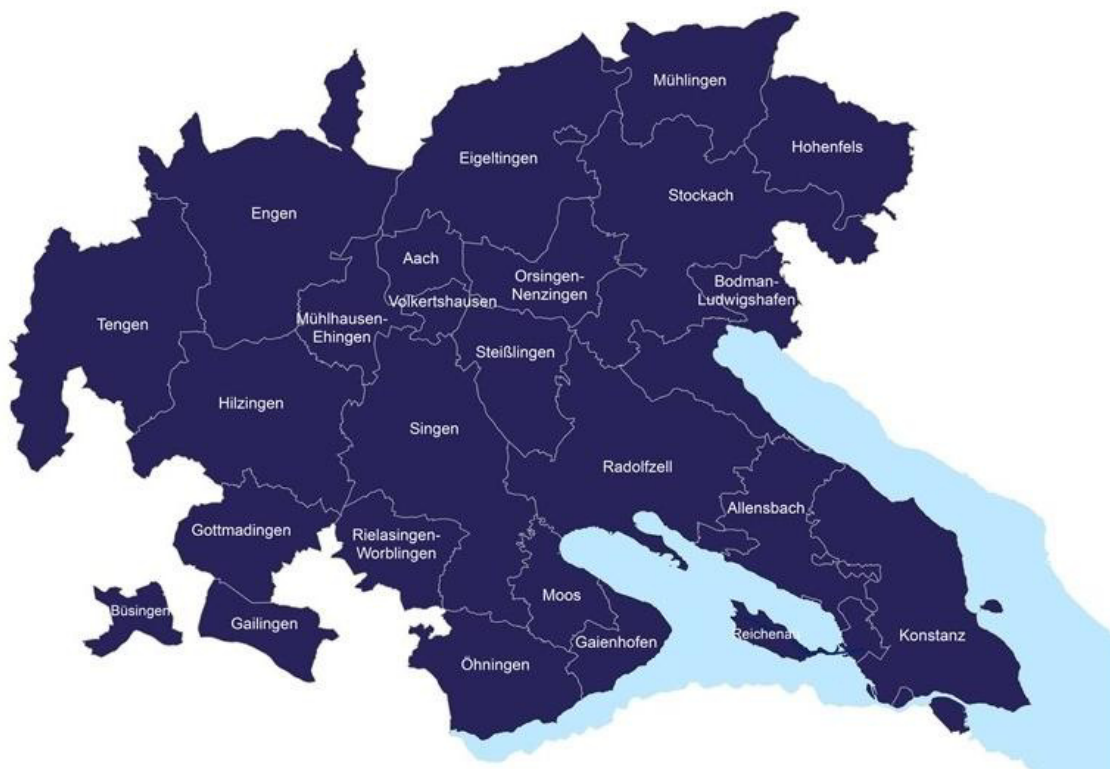 Mühlingen
Hohenfels
Eigeltingen
Stockach
Engen
Aach
Orsingen-
Nenzingen
Bodman-
Ludwigshafen
Volkertshausen
Mühlhausen-
Ehingen
Tengen
Steißlingen
Hilzingen
Singen
Radolfzell
Allensbach
Gottmadingen
Rielasingen-
Worblingen
Moos
Büsingen
Gailingen
Reichenau
Gaienhofen
Konstanz
Öhningen